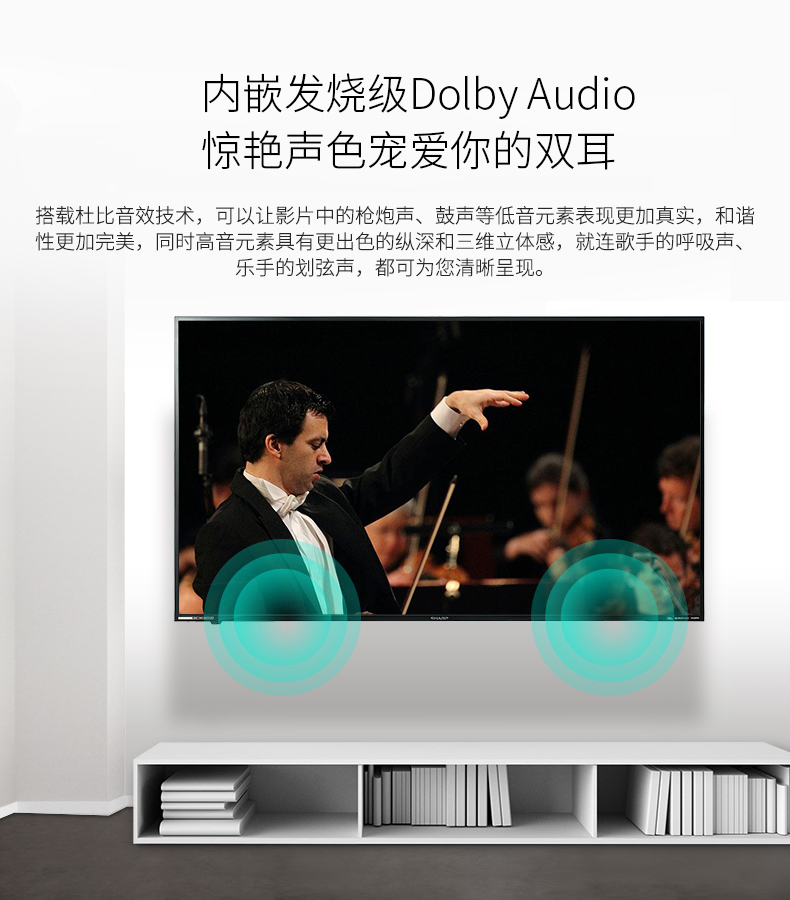 内嵌发烧级Dolby Audio
惊艳声色宠爱你的双耳
搭载杜比音效技术，可以让影片中的枪炮声、鼓声等低音元素表现更加真实，和谐
性更加完美，同时高音元素具有更出色的纵深和三维立体感，就连歌手的呼吸声、
乐手的划弦声，都可为您清晰呈现。
SHARP